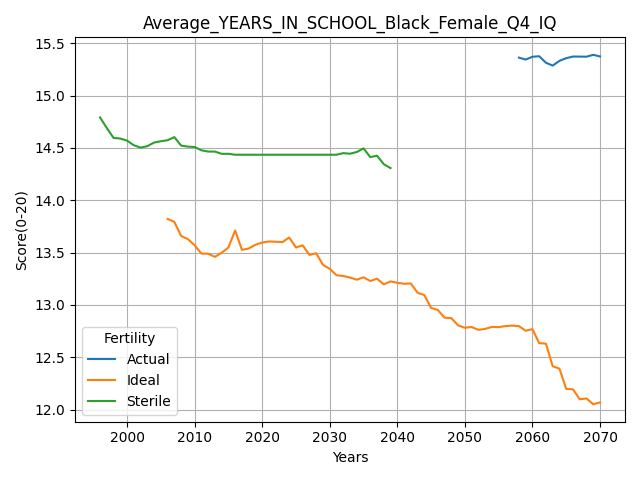 Average_YEARS_IN_SCHOOL_Black_Female_Q4_IQ
Score(0-20)
15.5
15.0
14.5
14.0
13.5
13.0
12.5
12.0
Fertility
Actual
Ideal
Sterile
2000 2010 2020 2030 2040 2050 2060 2070
Years